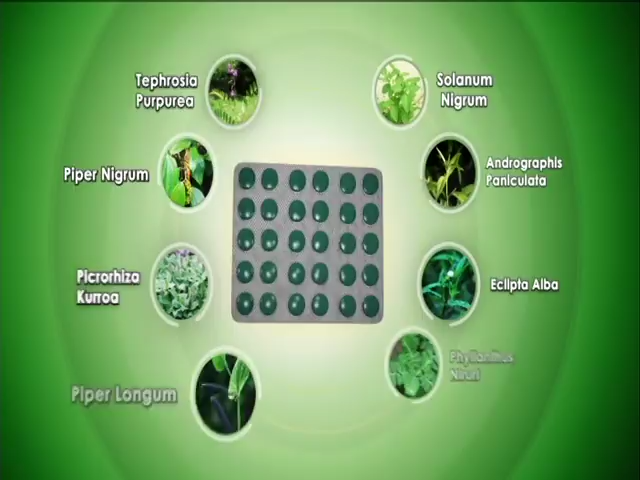 Tephrosia
Purpurea
Solanum
Nigrum
Piper Nigrum
Andrographis
Paniculata
Picrorhiza
Kurroa
Eclipta Alba
Phyllanthus
Niruri
Piper Longum